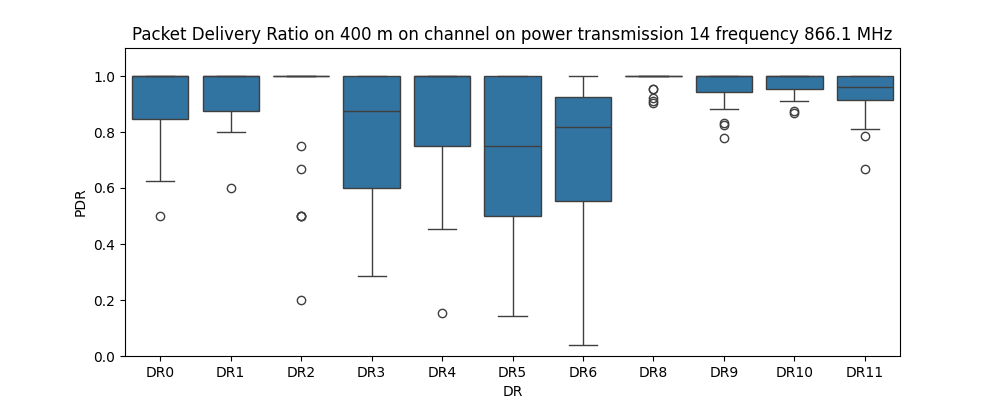 Packet Delivery Ratio on 400 m on channel on power transmission 14 frequency 866.1 MHz
1.0
0.8
0.6
0.4
0.2
0.0
PDR
DR0 DR1 DR2 DR3 DR4 DR5 DR6 DR8 DR9 DR10 DR11
DR